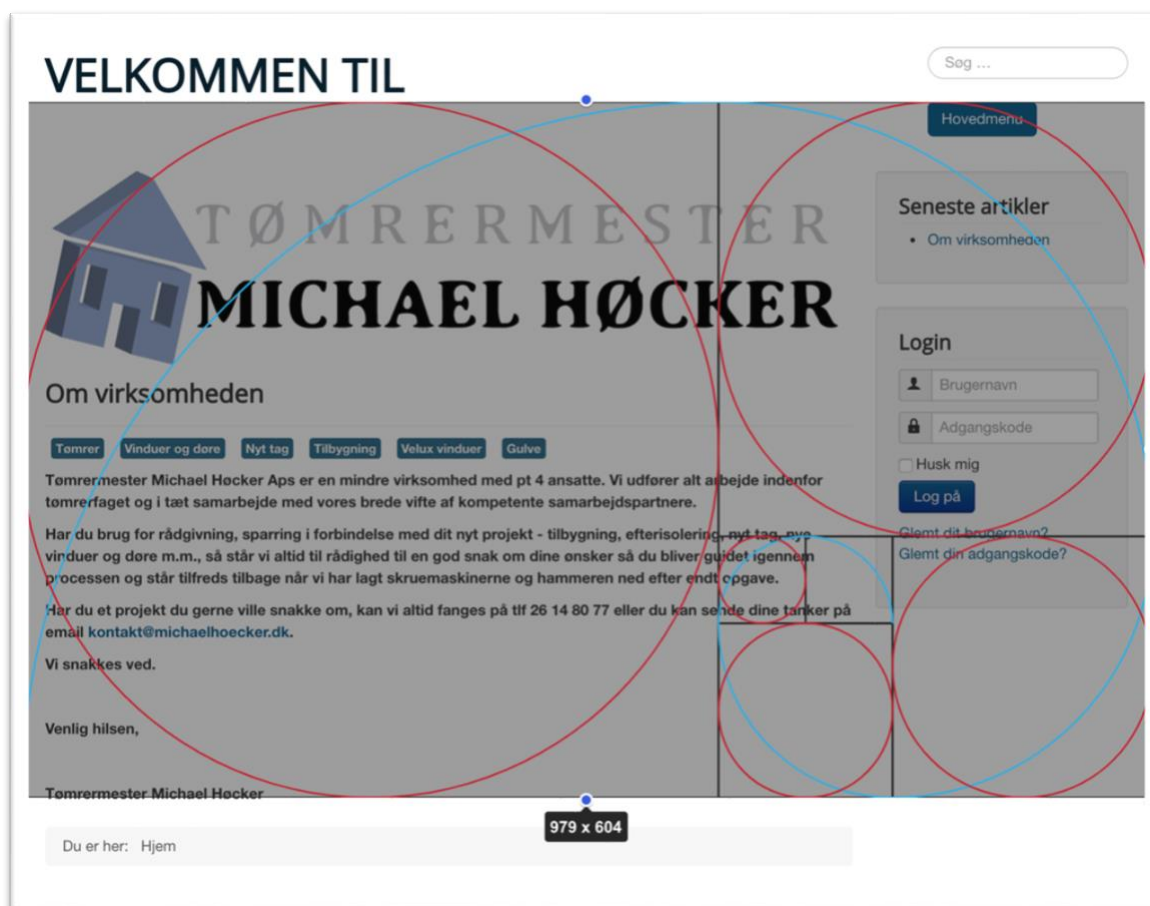 VELKOMMEN TIL
Søg ...
Hovedmenu
TØMRERMESTER
MICHAEL HØCKER
Seneste artikler
Om virksomheden
Login
Brugernavn
Adgangskode
Husk mig
Log på
Glemt dit brugernavn?
Glemt din adgangskode?
Om virksomheden
Tømrer Vinduer og døre Nyt tag Tilbygning Velux vinduer Gulve
Tømrermester Michael Høcker Aps er en mindre virksomhed med pt 4 ansatte. Vi udfører alt arbejde indenfor
tømrerfaget og i tæt samarbejde med vores brede vifte af kompetente samarbejdspartnere.
Har du brug for rådgivning, sparring i forbindelse med dit nyt projekt - tilbygning, efterisolering, nyt tag, nye
vinduer og døre m.m., så står vi altid til rådighed til en god snak om dine ønsker så du bliver guidet igennem
processen og står tilfreds tilbage når vi har lagt skruemaskinerne og hammeren ned efter endt opgave.
Har du et projekt du gerne ville snakke om, kan vi altid fanges på tlf 26 14 80 77 eller du kan sende dine tanker på
email kontakt@michaelhoecker.dk.
Vi snakkes ved.
Venlig hilsen,
Tømrermester Michael Høcker
979 x 604
Du er her: Hjem